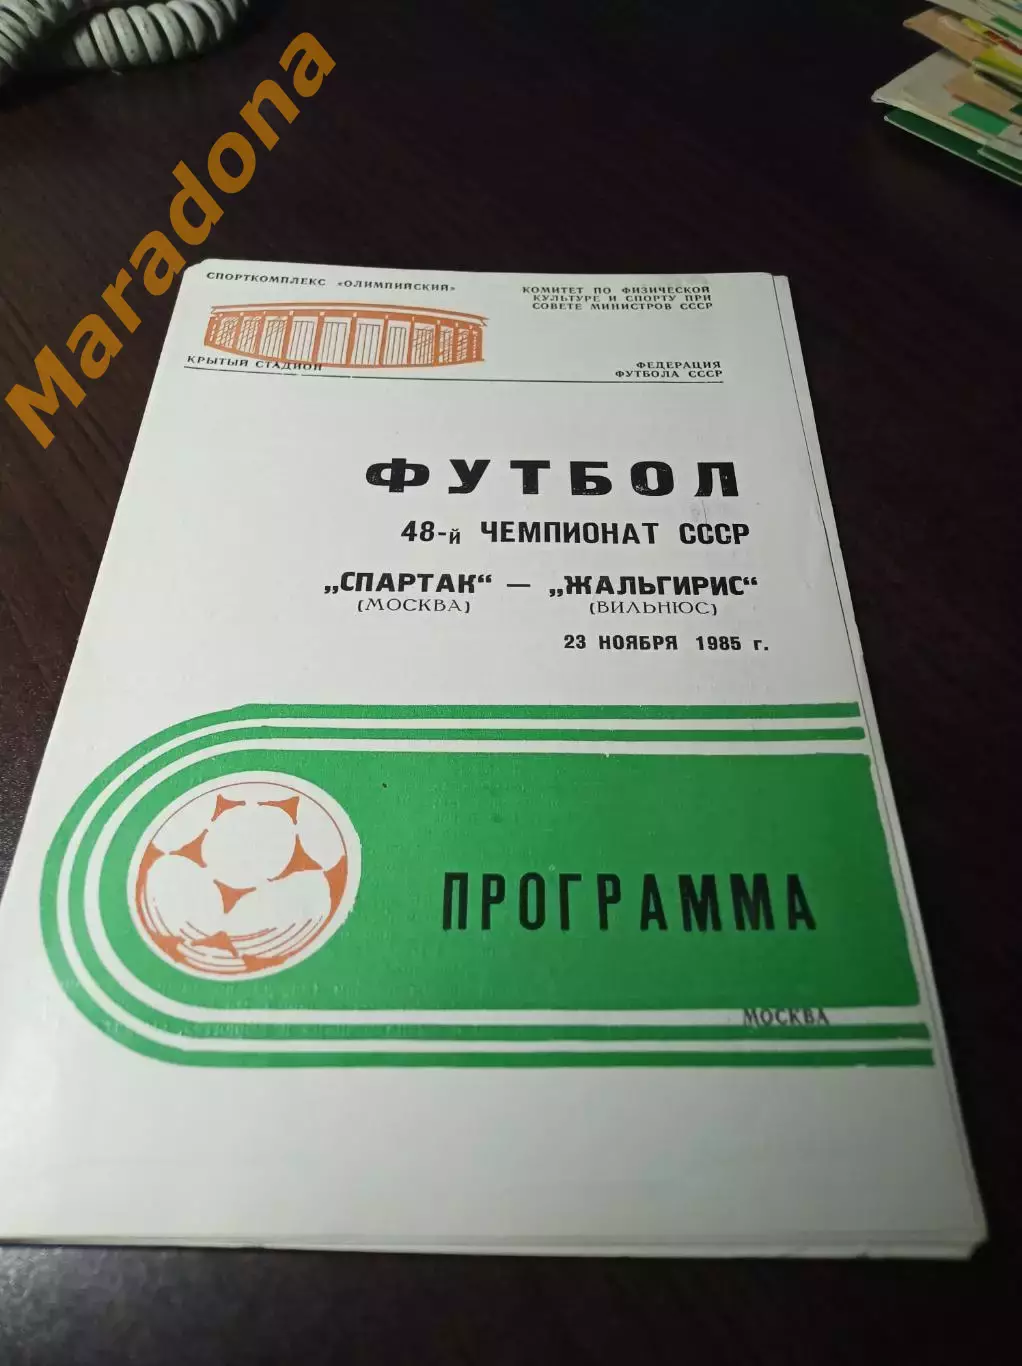 Maradona
СПОРТКОМПЛЕКС «ОЛИМПИЙСКИЙ»
КРЫТЫЙ СТАДИОН
КОМИТЕТ ПО ФИЗИЧЕСКОЙ
КУЛЬТУРЕ И СПОРТУ ПРИ
СОВЕТЕ МИНИСТРОВ СССР
ФЕДЕРАЦИЯ
ФУТБОЛА СССР
ФУТБОЛ
48-й ЧЕМПИОНАТ СССР
„СПАРТАК“ — „ЖАЛЬГИРИС“
(МОСКВА) (ВИЛЬНЮС)
23 НОЯБРЯ 1985 г.
ПРОГРАММА
МОСКВА